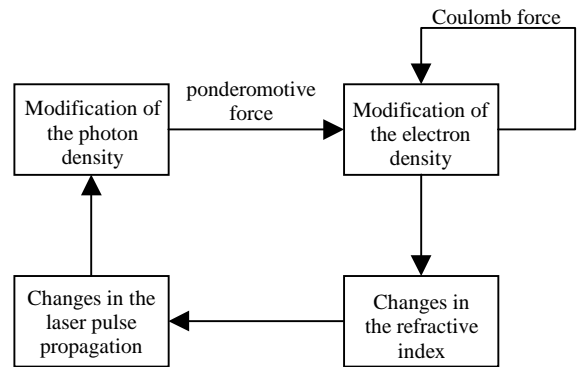 Coulomb force
ponderomotive
force
Modification of
the photon
density
Modification of
the electron
density
Changes in the
laser pulse
propagation
Changes in
the refractive
index